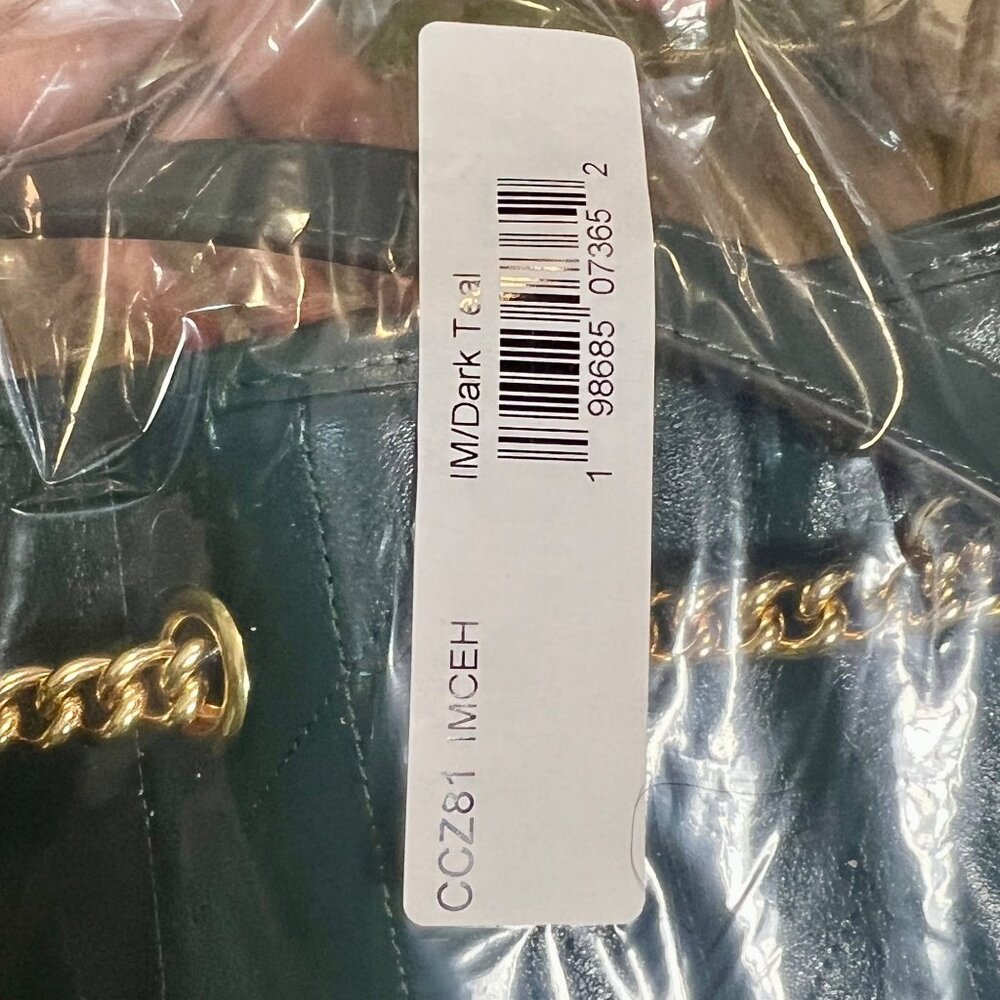 CCZ81 IMCEH
IM/Dark Teal
1 98685 07365 2